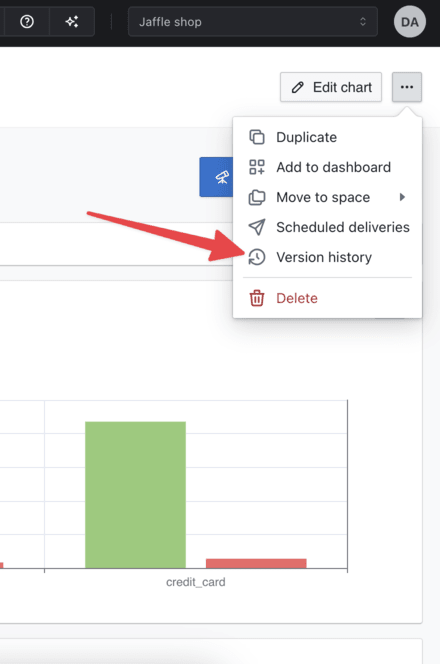 Jaffle shop
DA
Edit chart
Duplicate
Add to dashboard
Move to space
Scheduled deliveries
Version history
Delete
credit_card